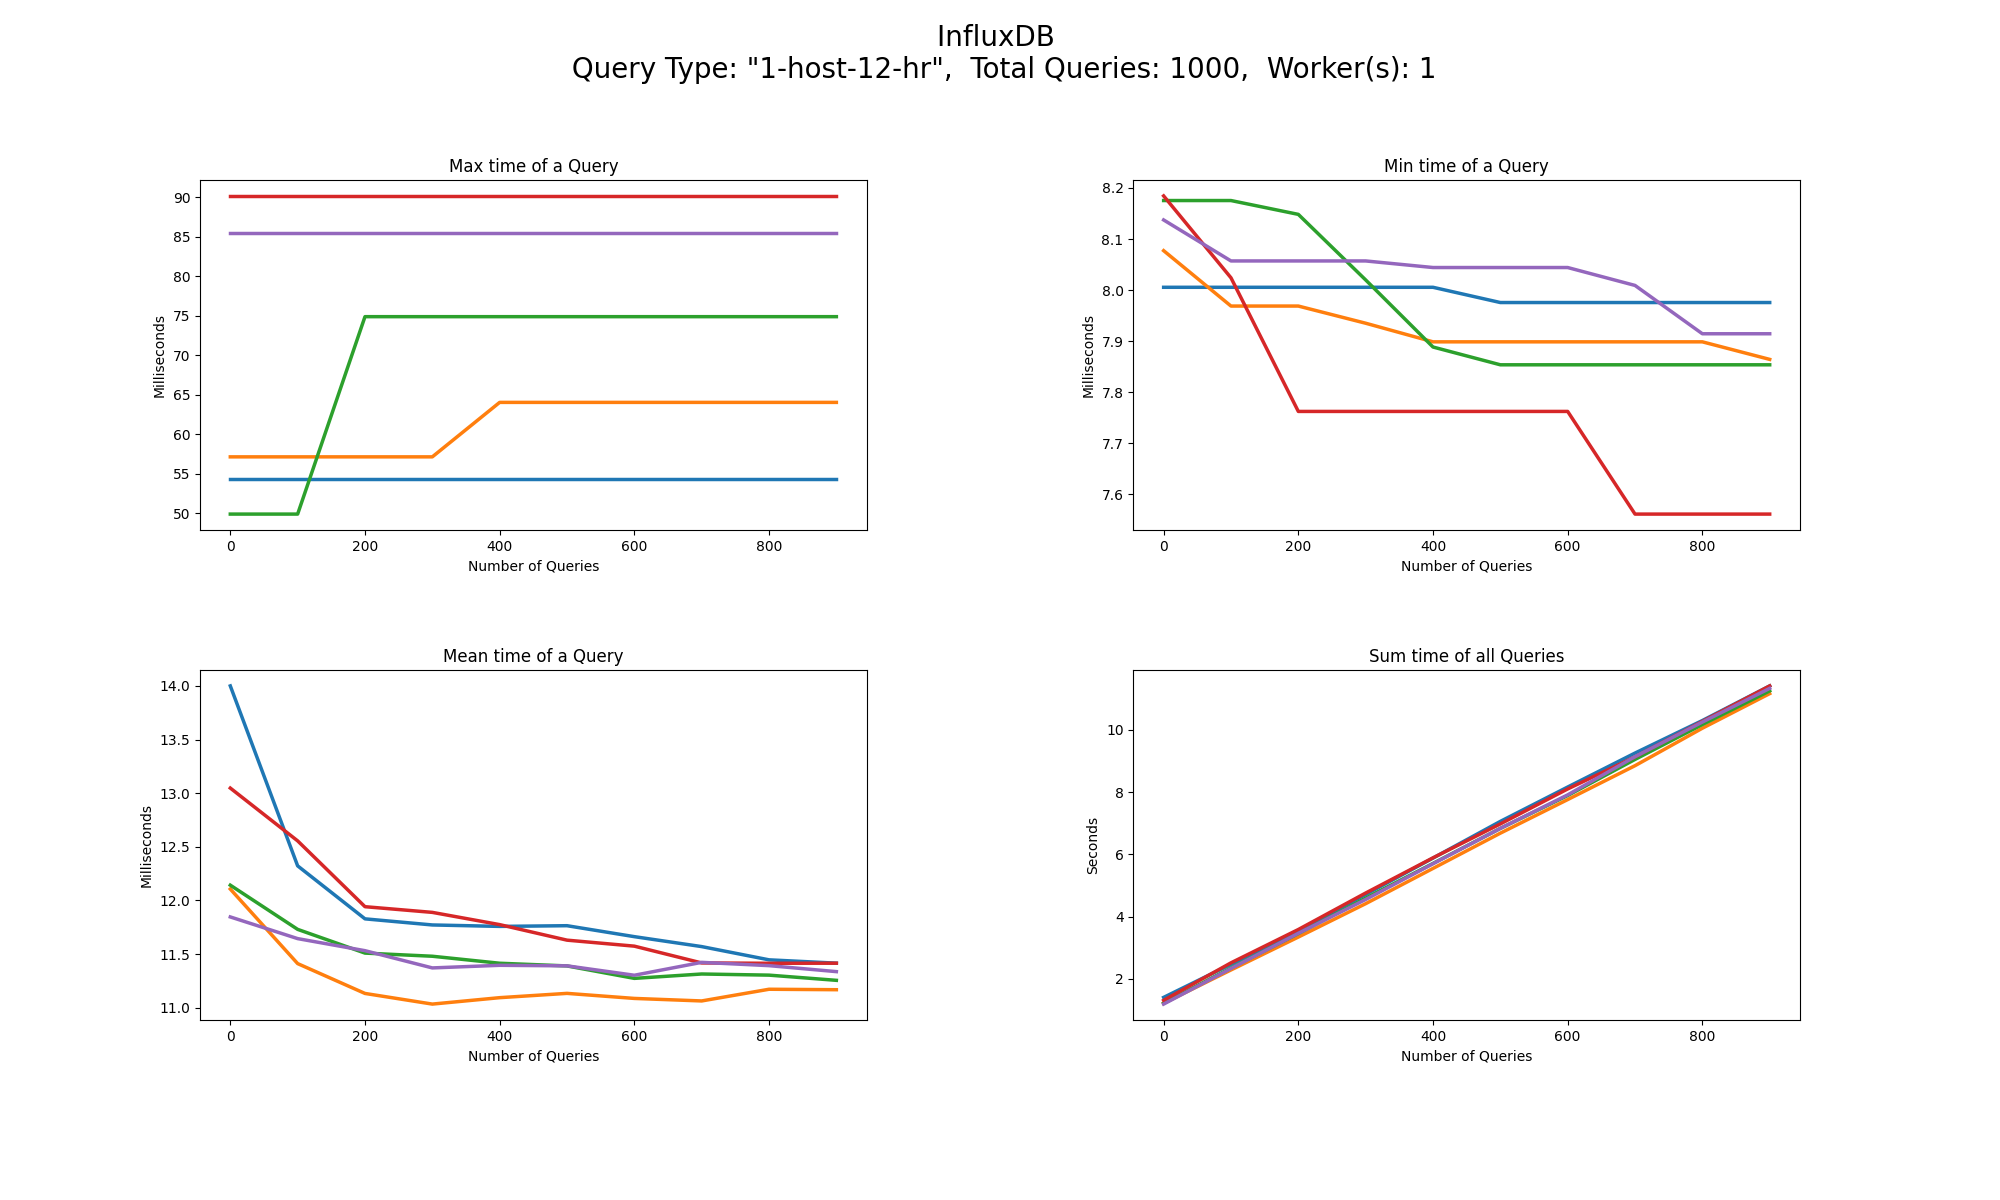 InfluxDB
Query Type: "1-host-12-hr",  Total Queries: 1000,  Worker(s): 1
Max time of a Query
90
85
80
75
70
65
60
55
50
Milliseconds
0 200 400 600 800
Number of Queries
Min time of a Query
8.2
8.1
8.0
7.9
7.8
7.7
7.6
Milliseconds
0 200 400 600 800
Number of Queries
Mean time of a Query
14.0
13.5
13.0
12.5
12.0
11.5
11.0
Milliseconds
0 200 400 600 800
Number of Queries
Sum time of all Queries
10
8
6
4
2
Seconds
0 200 400 600 800
Number of Queries